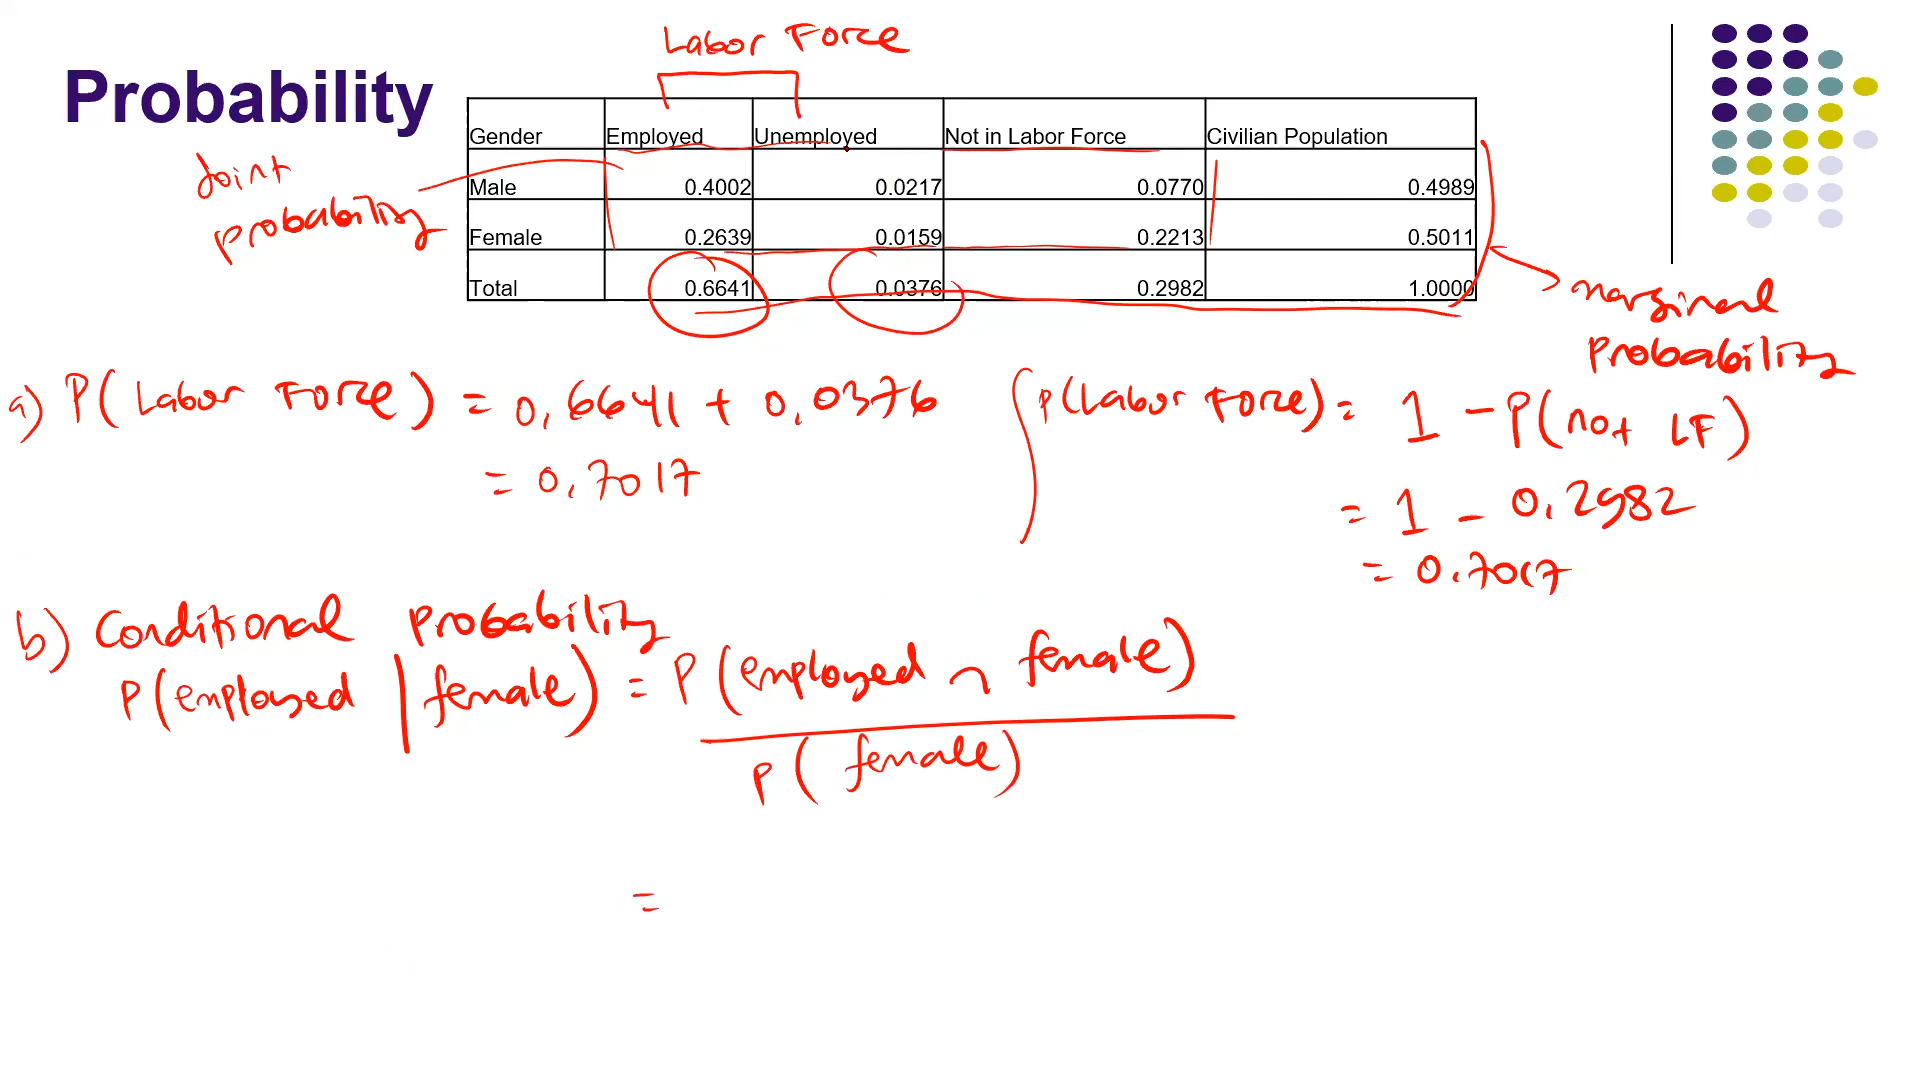 Labor Force
Probability
Gender Employed Unemployed Not in Labor Force Civilian Population
Male 0.4002 0.0217 0.0770 0.4989
Female 0.2639 0.0159 0.2213 0.5011
Total 0.6641 0.0376 0.2982 1.0000
Joint
probability
marginal
Probability
a) P(Labor Force) = 0,6641 + 0,0376
= 0,7017
P(Labor Force) = 1 - P(not LF)
= 1 - 0.2982
= 0.7017
b) Conditional Probability
P(employed | female) = P(employed ∩ female)
P(female)
=